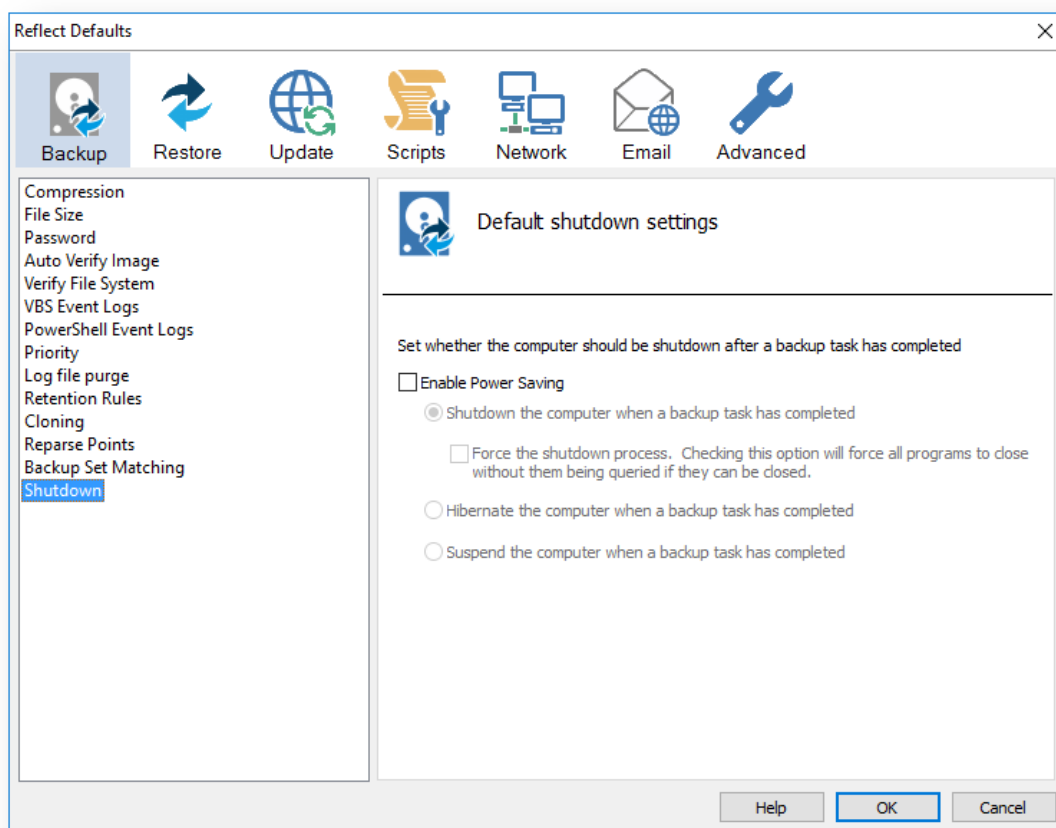 Reflect Defaults
Backup
Restore
Update
Scripts
Network
Email
Advanced
Compression
File Size
Password
Auto Verify Image
Verify File System
VBS Event Logs
PowerShell Event Logs
Priority
Log file purge
Retention Rules
Cloning
Reparse Points
Backup Set Matching
Shutdown
Default shutdown settings
Set whether the computer should be shutdown after a backup task has completed
Enable Power Saving
Shutdown the computer when a backup task has completed
Force the shutdown process.  Checking this option will force all programs to close
without them being queried if they can be closed.
Hibernate the computer when a backup task has completed
Suspend the computer when a backup task has completed
Help
OK
Cancel